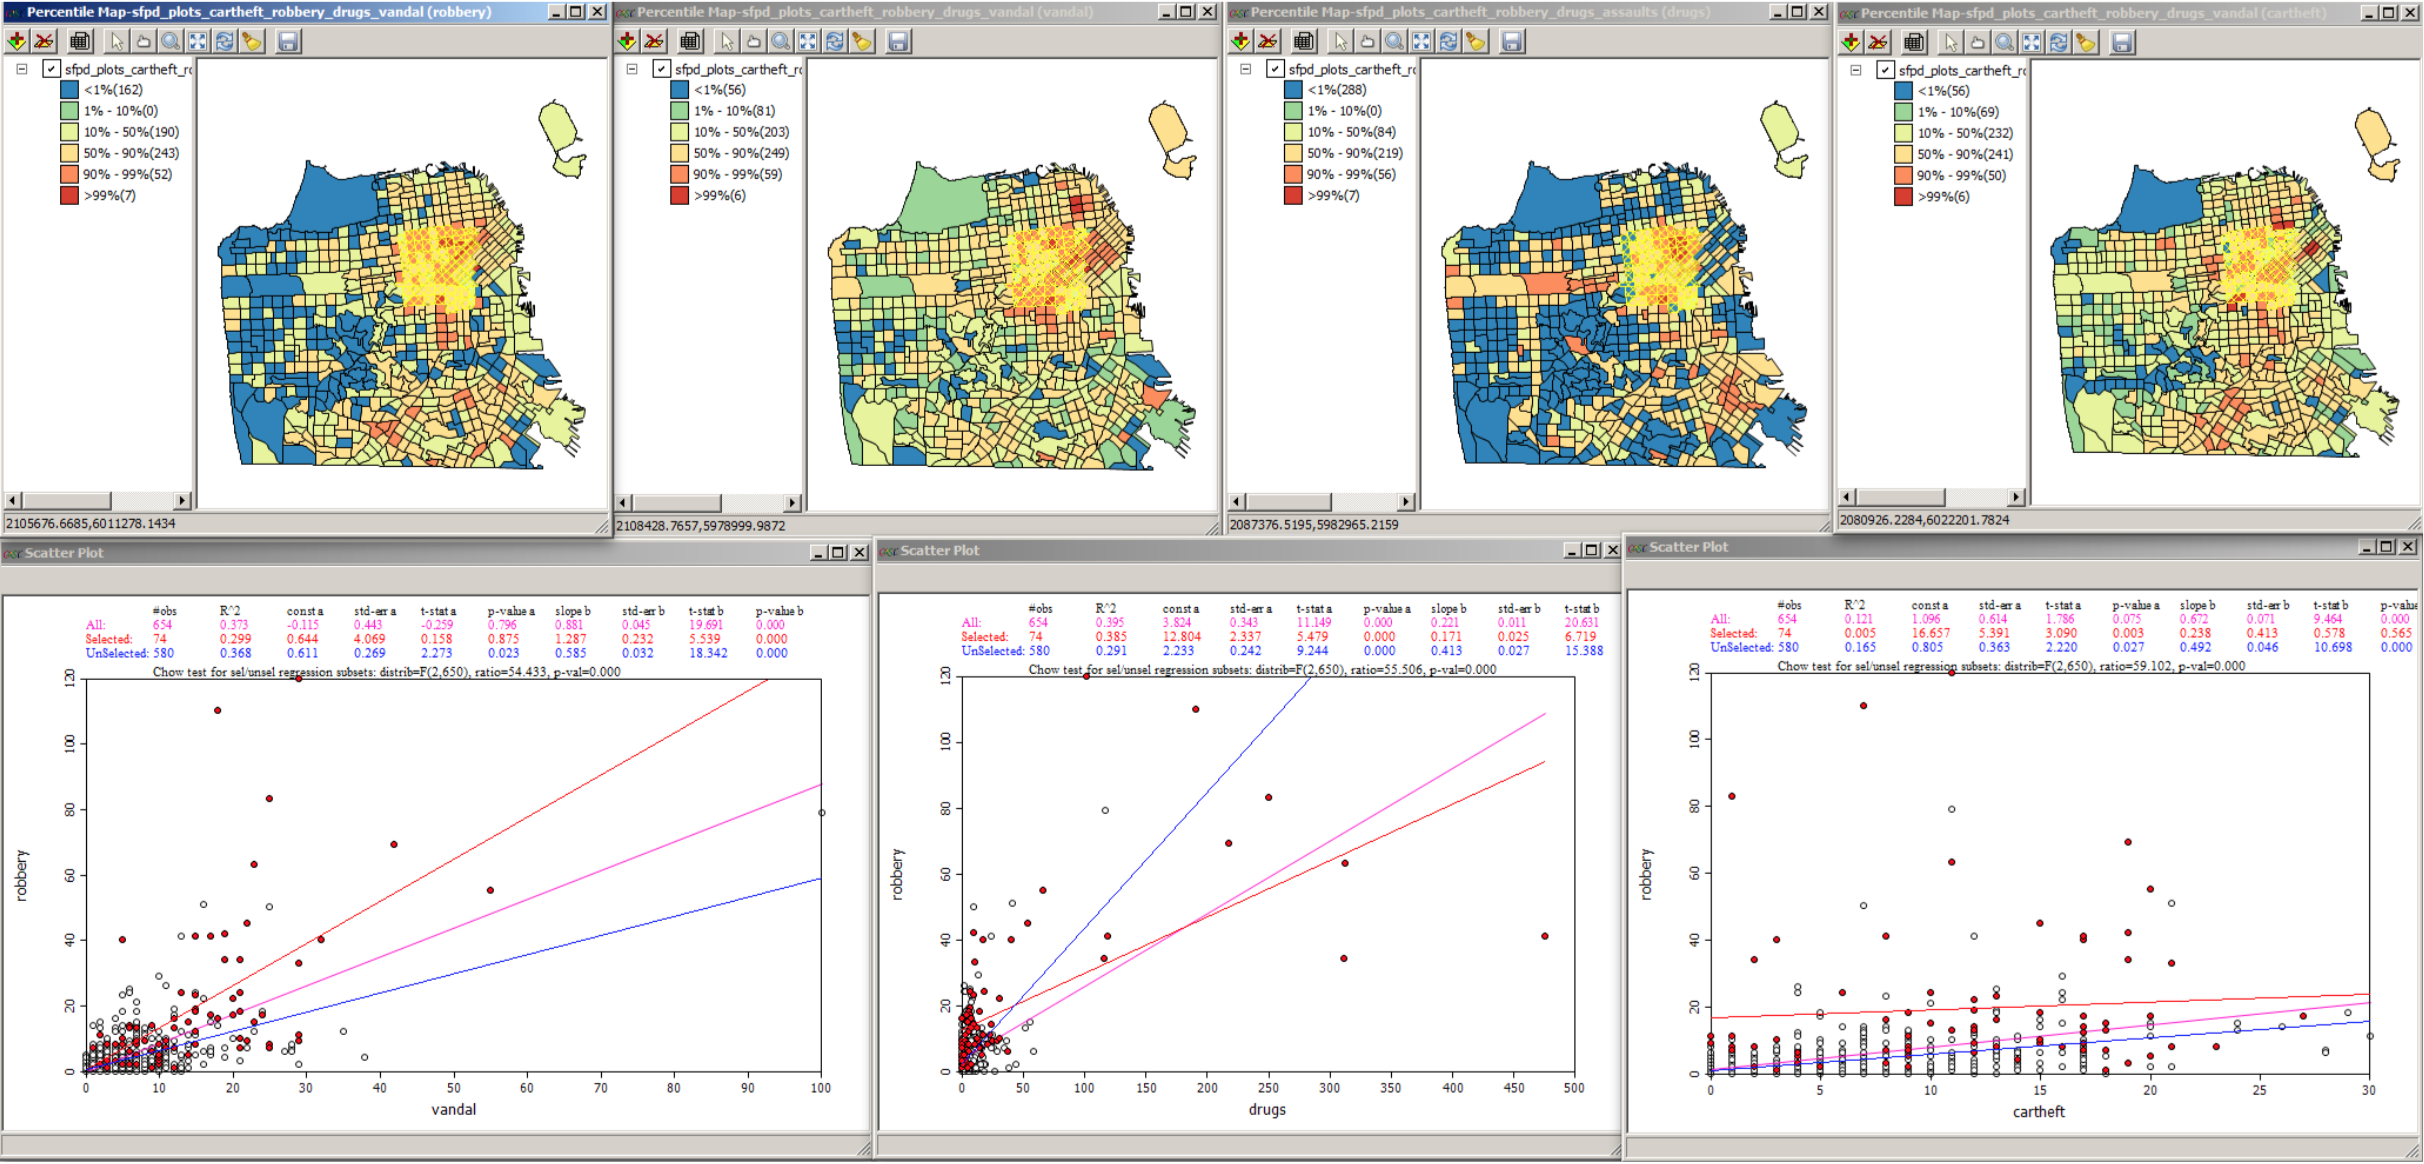 Percentile Map-sfpd_plots_cartheft_robbery_drugs_vandal (robbery)
sfpd_plots_cartheft_rc
<1%(162)
1% - 10%(0)
10% - 50%(190)
50% - 90%(243)
90% - 99%(52)
>99%(7)
2105676.6685,6011278.1434
Percentile Map-sfpd_plots_cartheft_robbery_drugs_vandal (vandal)
sfpd_plots_cartheft_rc
<1%(56)
1% - 10%(81)
10% - 50%(203)
50% - 90%(249)
90% - 99%(59)
>99%(6)
2108428.7657,5978999.9872
Percentile Map-sfpd_plots_cartheft_robbery_drugs_assaults (drugs)
sfpd_plots_cartheft_rc
<1%(288)
1% - 10%(0)
10% - 50%(84)
50% - 90%(219)
90% - 99%(56)
>99%(7)
2087376.5195,5982965.2159
Percentile Map-sfpd_plots_cartheft_robbery_drugs_vandal (cartheft)
sfpd_plots_cartheft_rc
<1%(56)
1% - 10%(69)
10% - 50%(232)
50% - 90%(241)
90% - 99%(50)
>99%(6)
2080926.2284,6022201.7824
Scatter Plot
#obs R^2 const a std-err a t-stat a p-value a slope b std-err b t-stat b p-value b
All: 654 0.373 -0.115 0.443 -0.259 0.796 0.881 0.045 19.691 0.000
Selected: 74 0.299 0.644 4.069 0.158 0.875 1.287 0.232 5.539 0.000
UnSelected: 580 0.368 0.611 0.269 2.273 0.023 0.585 0.032 18.342 0.000
Chow test for sel/unsel regression subsets: distrib=F(2,650), ratio=54.433, p-val=0.000
120
100
80
60
40
20
0
robbery
0 10 20 30 40 50 60 70 80 90 100
vandal
Scatter Plot
#obs R^2 const a std-err a t-stat a p-value a slope b std-err b t-stat b
All: 654 0.395 3.824 0.343 11.149 0.000 0.221 0.011 20.631
Selected: 74 0.385 12.804 2.337 5.479 0.000 0.171 0.025 6.719
UnSelected: 580 0.291 2.233 0.242 9.244 0.000 0.413 0.027 15.388
Chow test for sel/unsel regression subsets: distrib=F(2,650), ratio=55.506, p-val=0.000
120
100
80
60
40
20
0
robbery
0 50 100 150 200 250 300 350 400 450 500
drugs
Scatter Plot
#obs R^2 const a std-err a t-stat a p-value a slope b std-err b t-stat b p-value
All: 654 0.121 1.096 0.614 1.786 0.075 0.672 0.071 9.464 0.000
Selected: 74 0.005 16.657 5.391 3.090 0.003 0.238 0.413 0.578 0.565
UnSelected: 580 0.165 0.805 0.363 2.220 0.027 0.492 0.046 10.698 0.000
Chow test for sel/unsel regression subsets: distrib=F(2,650), ratio=59.102, p-val=0.000
120
100
80
60
40
20
0
robbery
0 5 10 15 20 25 30
cartheft